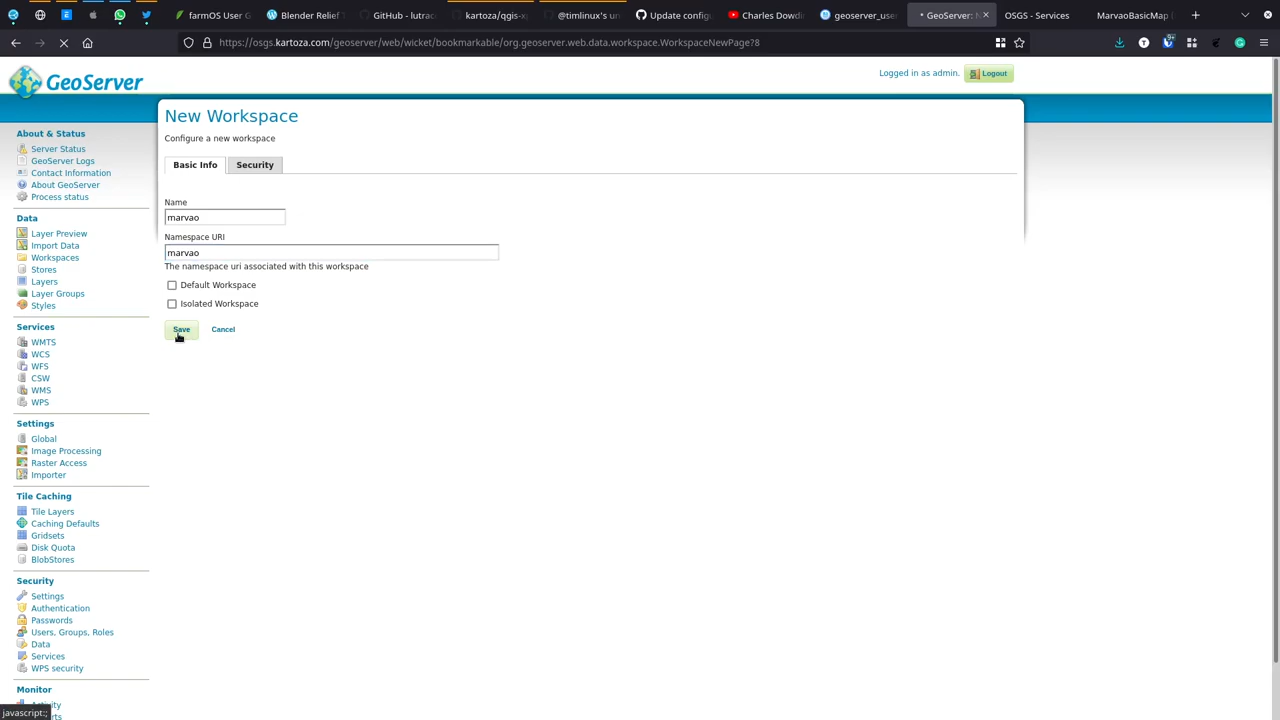 farmOS User G
Blender Relief
GitHub - lutrac
kartoza/qgis-x
@timlinux's un
Update config
Charles Dowdi
geoserver_user
GeoServer: N
OSGS - Services
MarvaoBasicMap
https://osgs.kartoza.com/geoserver/web/wicket/bookmarkable/org.geoserver.web.data.workspace.WorkspaceNewPage?8
GeoServer
Logged in as admin.
Logout
About & Status
Server Status
GeoServer Logs
Contact Information
About GeoServer
Process status
Data
Layer Preview
Import Data
Workspaces
Stores
Layers
Layer Groups
Styles
Services
WMTS
WCS
WFS
CSW
WMS
WPS
Settings
Global
Image Processing
Raster Access
Importer
Tile Caching
Tile Layers
Caching Defaults
Gridsets
Disk Quota
BlobStores
Security
Settings
Authentication
Passwords
Users, Groups, Roles
Data
Services
WPS security
Monitor
New Workspace
Configure a new workspace
Basic Info
Security
Name
marvao
Namespace URI
marvao
The namespace uri associated with this workspace
Default Workspace
Isolated Workspace
Save
Cancel
javascript:;